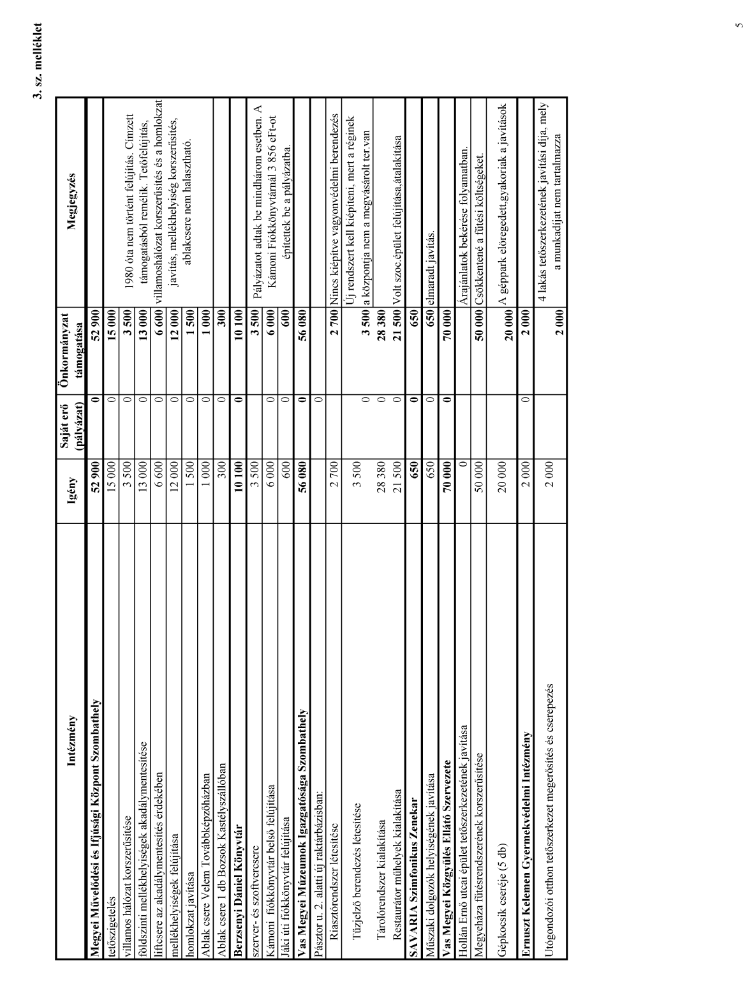 3. sz. melléklet
Intézmény Igény Saját erő (pályázat) Önkormányzat támogatása Megjegyzés
Megyei Művelődési és Ifjúsági Központ Szombathely 52 900 0 52 900
tetőszigetelés 15 000 0 15 000
villamos hálózat korszerűsítése 3 500 0 3 500 1980 óta nem történt felújítás. Címzett
földszinti mellékhelyiségek akadálymentesítése 13 000 0 13 000 támogatásból remélik. Tetőfelújítás,
liftcsere az akadálymentesítés érdekében 6 600 0 6 600 villamoshálózat korszerűsítés és a homlokzat
mellékhelyiségek felújítása 12 000 0 12 000 javítás, mellékhelyiség korszerűsítés,
homlokzat javítása 1 500 0 1 500 ablakcsere nem halasztható.
Ablak csere Velem Továbbképzőházban 1 000 0 1 000
Ablak csere 1 db Bozsok Kastélyszállóban 300 0 300
Berzsenyi Dániel Könyvtár 10 100 0 10 100
szerver- és szoftvercsere 3 500 3 500 Pályázatot adtak be mindhárom esetben. A
Kámoni fiókkönyvtár belső felújítása 6 000 0 6 000 Kámoni Fiókkönyvtárnál 3 856 eFt-ot
Jáki úti fiókkönyvtár felújítása 600 0 600 építettek be a pályázatba.
Vas Megyei Múzeumok Igazgatósága Szombathely 56 080 0 56 080
Pásztor u. 2. alatti új raktárbázisban: 0
Riasztórendszer létesítése 2 700 2 700 Nincs kiépítve vagyonvédelmi berendezés
Tűzjelző berendezés létesítése 3 500 0 3 500 Új rendszert kell kiépíteni, mert a réginek
a központja nem a megvásárolt ter.van
Tárolórendszer kialakítása 28 380 0 28 380
Restaurátor műhelyek kialakítása 21 500 0 21 500 Volt szoc.épület felújítása,átalakítása
SAVARIA Szimfonikus Zenekar 650 0 650
Műszaki dolgozók helyiségének javítása 650 0 650 elmaradt javítás.
Vas Megyei Közgyűlés Ellátó Szervezete 70 000 0 70 000
Hollán Ernő utcai épület tetőszerkezetének javítása 0 Árajánlatok bekérése folyamatban.
Megyeháza fűtésrendszerének korszerűsítése 50 000 50 000 Csökkentené a fűtési költségeket.
Gépkocsik cseréje (5 db) 20 000 20 000 A géppark elöregedett,gyakoriak a javítások
Ernuszt Kelemen Gyermekvédelmi Intézmény 2 000 0 2 000
Utógondozói otthon tetőszerkezet megerősítés és cserepezés 2 000 2 000 4 lakás tetőszerkezetének javítási díja, mely
a munkadíjat nem tartalmazza
5